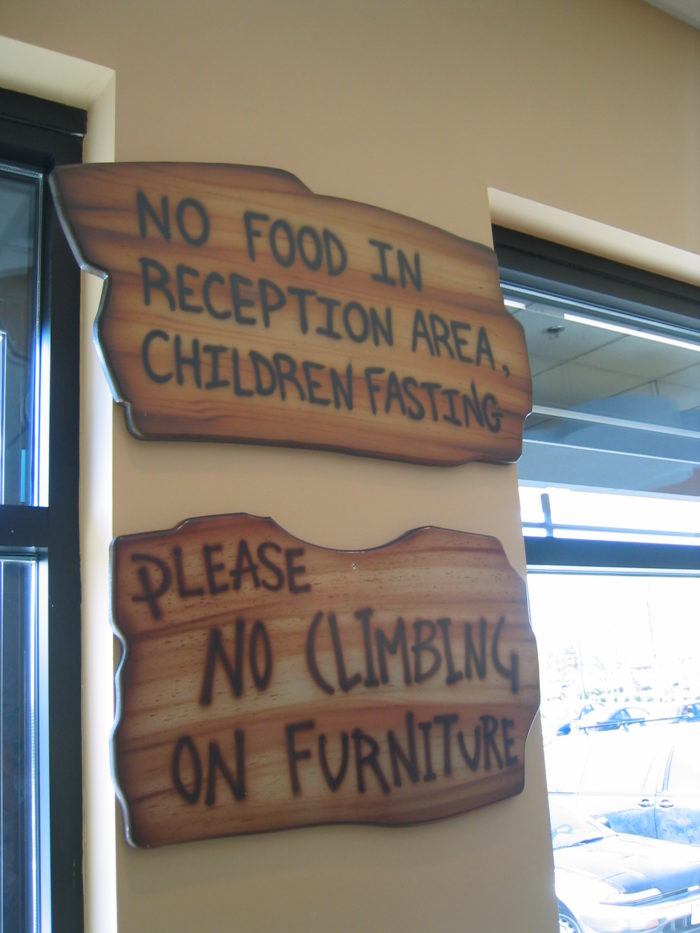 NO FOOD IN
RECEPTION AREA,
CHILDREN FASTING
PLEASE
NO CLIMBING
ON FURNITURE